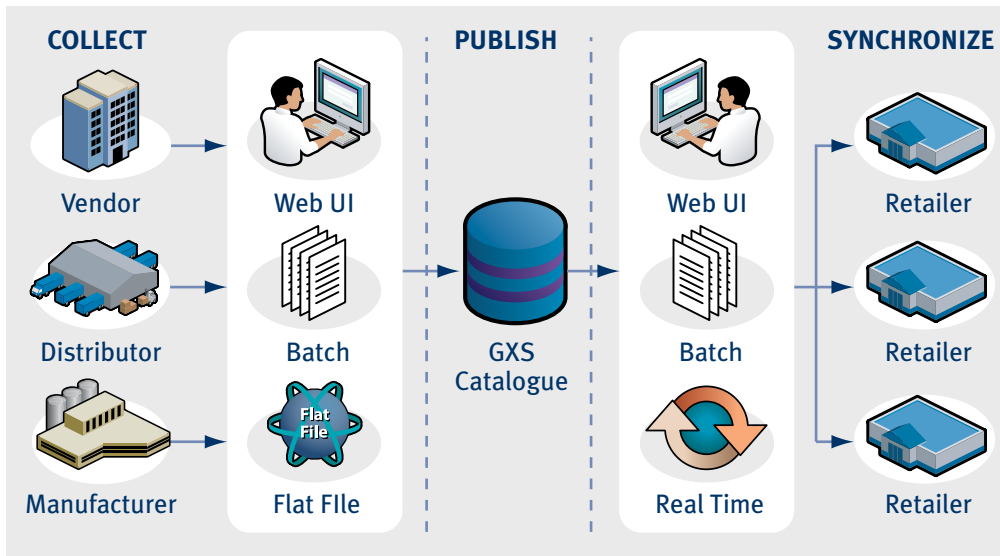 COLLECT
PUBLISH
SYNCHRONIZE
Vendor
Web UI
Web UI
Retailer
Distributor
Batch
GXS
Catalogue
Batch
Retailer
Flat
File
Manufacturer
Flat FIle
Real Time
Retailer